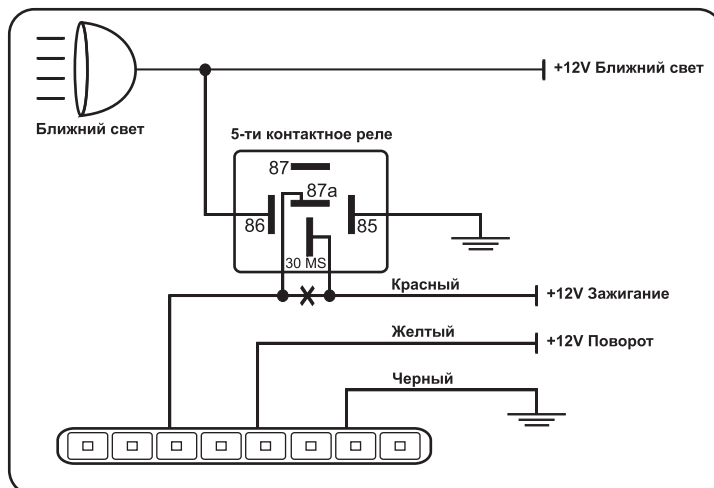 +12V Ближний свет
Ближний свет
5-ти контактное реле
87
87a
86
85
30 MS
Красный
+12V Зажигание
Желтый
+12V Поворот
Черный